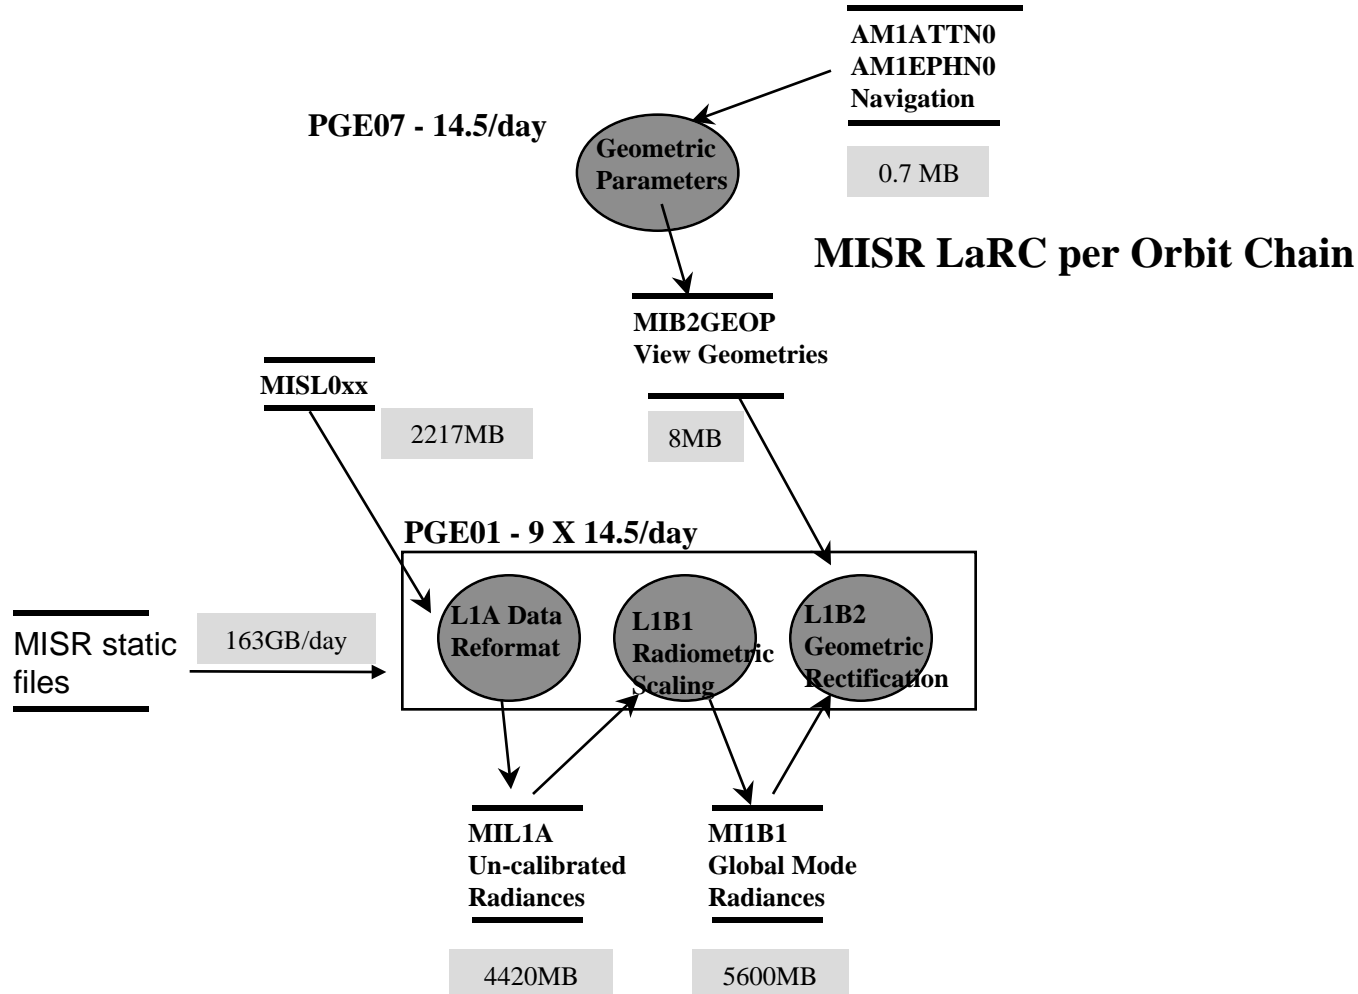 AM1ATTN0
AM1EPHN0
Navigation
PGE07 - 14.5/day
Geometric
Parameters
0.7 MB
MISR LaRC per Orbit Chain
MIB2GEOP
View Geometries
MISL0xx
2217MB
8MB
PGE01 - 9 X 14.5/day
L1A Data
Reformat
L1B1
Radiometric
Scaling
L1B2
Geometric
Rectification
MISR static
files
163GB/day
MIL1A
Un-calibrated
Radiances
MI1B1
Global Mode
Radiances
4420MB
5600MB